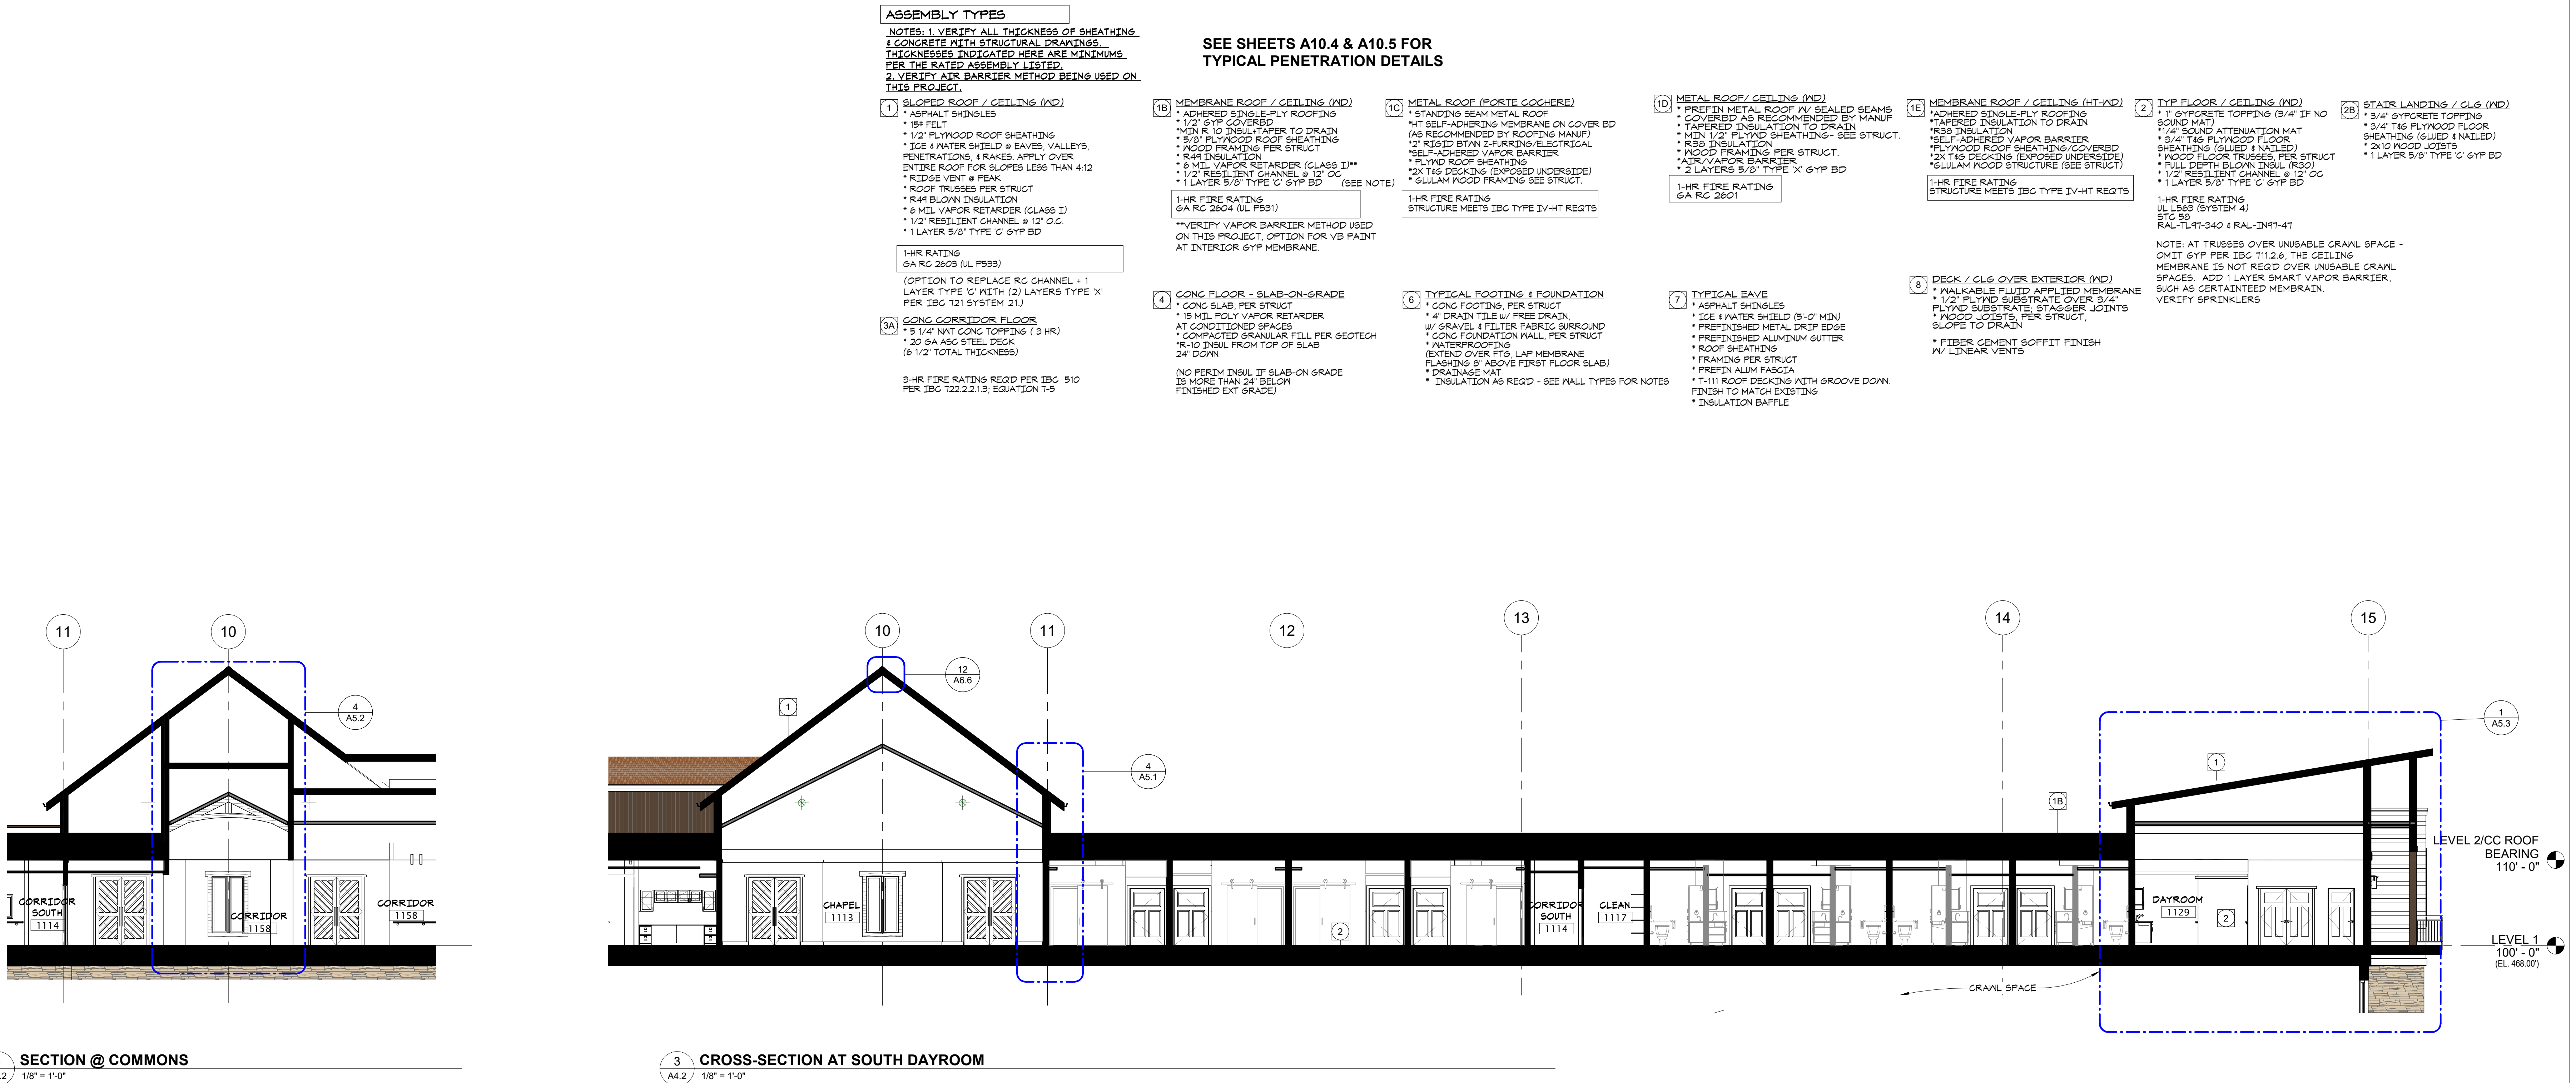 ASSEMBLY TYPES
NOTES: 1. VERIFY ALL THICKNESS OF SHEATHING
& CONCRETE WITH STRUCTURAL DRAWINGS.
THICKNESSES INDICATED HERE ARE MINIMUMS
PER THE RATED ASSEMBLY LISTED.
2. VERIFY AIR BARRIER METHOD BEING USED ON
THIS PROJECT.
SEE SHEETS A10.4 & A10.5 FOR
TYPICAL PENETRATION DETAILS
1 SLOPED ROOF / CEILING (WD)
* ASPHALT SHINGLES
* 15# FELT
* 1/2" PLYWOOD ROOF SHEATHING
* ICE & WATER SHIELD @ EAVES, VALLEYS,
PENETRATIONS, & RAKES. APPLY OVER
ENTIRE ROOF FOR SLOPES LESS THAN 4:12
* RIDGE VENT @ PEAK
* ROOF TRUSSES PER STRUCT
* R49 BLOWN INSULATION
* 6 MIL VAPOR RETARDER (CLASS I)
* 1/2" RESILIENT CHANNEL @ 12" O.C.
* 1 LAYER 5/8" TYPE 'C' GYP BD
1-HR RATING
GA RC 2603 (UL P533)
(OPTION TO REPLACE RC CHANNEL + 1
LAYER TYPE 'C' WITH (2) LAYERS TYPE 'X'
PER IBC 721 SYSTEM 21.)
3A CONC CORRIDOR FLOOR
* 5 1/4" NWT CONC TOPPING ( 3 HR)
* 20 GA ASC STEEL DECK
(6 1/2" TOTAL THICKNESS)
3-HR FIRE RATING REQ'D PER IBC 510
PER IBC 722.2.2.1.3; EQUATION 7-5
1B MEMBRANE ROOF / CEILING (WD)
* ADHERED SINGLE-PLY ROOFING
* 1/2" GYP COVERBD
*MIN R 10 INSUL+TAPER TO DRAIN
* 5/8" PLYWOOD ROOF SHEATHING
* WOOD FRAMING PER STRUCT
* R49 INSULATION
* 6 MIL VAPOR RETARDER (CLASS I)**
* 1/2" RESILIENT CHANNEL @ 12" OC
* 1 LAYER 5/8" TYPE 'C' GYP BD (SEE NOTE)
1-HR FIRE RATING
GA RC 2604 (UL P531)
**VERIFY VAPOR BARRIER METHOD USED
ON THIS PROJECT, OPTION FOR VB PAINT
AT INTERIOR GYP MEMBRANE.
4 CONC FLOOR - SLAB-ON-GRADE
* CONC SLAB, PER STRUCT
* 15 MIL POLY VAPOR RETARDER
AT CONDITIONED SPACES
* COMPACTED GRANULAR FILL PER GEOTECH
*R-10 INSUL FROM TOP OF SLAB
24" DOWN
(NO PERIM INSUL IF SLAB-ON GRADE
IS MORE THAN 24" BELOW
FINISHED EXT GRADE)
1C METAL ROOF (PORTE COCHERE)
* STANDING SEAM METAL ROOF
*HT SELF-ADHERING MEMBRANE ON COVER BD
(AS RECOMMENDED BY ROOFING MANUF)
*2" RIGID BTWN Z-FURRING/ELECTRICAL
*SELF-ADHERED VAPOR BARRIER
* PLYWD ROOF SHEATHING
*2X T&G DECKING (EXPOSED UNDERSIDE)
* GLULAM WOOD FRAMING SEE STRUCT.
1-HR FIRE RATING
STRUCTURE MEETS IBC TYPE IV-HT REQ'TS
6 TYPICAL FOOTING & FOUNDATION
* CONC FOOTING, PER STRUCT
* 4" DRAIN TILE w/ FREE DRAIN,
w/ GRAVEL & FILTER FABRIC SURROUND
* CONC FOUNDATION WALL, PER STRUCT
* WATERPROOFING
(EXTEND OVER FTG, LAP MEMBRANE
FLASHING 8" ABOVE FIRST FLOOR SLAB)
* DRAINAGE MAT
* INSULATION AS REQ'D - SEE WALL TYPES FOR NOTES
1D METAL ROOF/ CEILING (WD)
* PREFIN METAL ROOF W/ SEALED SEAMS
* COVERBD AS RECOMMENDED BY MANUF
* TAPERED INSULATION TO DRAIN
* MIN 1/2" PLYWD SHEATHING- SEE STRUCT.
* R38 INSULATION
* WOOD FRAMING PER STRUCT.
*AIR/VAPOR BARRIER
* 2 LAYERS 5/8" TYPE 'X' GYP BD
1-HR FIRE RATING
GA RC 2601
7 TYPICAL EAVE
* ASPHALT SHINGLES
* ICE & WATER SHIELD (5'-0" MIN)
* PREFINISHED METAL DRIP EDGE
* PREFINISHED ALUMINUM GUTTER
* ROOF SHEATHING
* FRAMING PER STRUCT
* PREFIN ALUM FASCIA
* T-111 ROOF DECKING WITH GROOVE DOWN.
FINISH TO MATCH EXISTING
* INSULATION BAFFLE
1E MEMBRANE ROOF / CEILING (HT-WD)
*ADHERED SINGLE-PLY ROOFING
*TAPERED INSULATION TO DRAIN
*R38 INSULATION
*SELF-ADHERED VAPOR BARRIER
*PLYWOOD ROOF SHEATHING/COVERBD
*2X T&G DECKING (EXPOSED UNDERSIDE)
*GLULAM WOOD STRUCTURE (SEE STRUCT)
1-HR FIRE RATING
STRUCTURE MEETS IBC TYPE IV-HT REQ'TS
8 DECK / CLG OVER EXTERIOR (WD)
* WALKABLE FLUID APPLIED MEMBRANE
* 1/2" PLYWD SUBSTRATE OVER 3/4"
PLYWD SUBSTRATE; STAGGER JOINTS
* WOOD JOISTS, PER STRUCT,
SLOPE TO DRAIN
* FIBER CEMENT SOFFIT FINISH
W/ LINEAR VENTS
2 TYP FLOOR / CEILING (WD)
* 1" GYPCRETE TOPPING (3/4" IF NO
SOUND MAT)
*1/4" SOUND ATTENUATION MAT
* 3/4" T&G PLYWOOD FLOOR
SHEATHING (GLUED & NAILED)
* WOOD FLOOR TRUSSES, PER STRUCT
* FULL DEPTH BLOWN INSUL (R30)
* 1/2" RESILIENT CHANNEL @ 12" OC
* 1 LAYER 5/8" TYPE 'C' GYP BD
1-HR FIRE RATING
UL L563 (SYSTEM 4)
STC 58
RAL-TL97-340 & RAL-IN97-47
NOTE: AT TRUSSES OVER UNUSABLE CRAWL SPACE -
OMIT GYP PER IBC 711.2.6, THE CEILING
MEMBRANE IS NOT REQ'D OVER UNUSABLE CRAWL
SPACES. ADD 1 LAYER SMART VAPOR BARRIER,
SUCH AS CERTAINTEED MEMBRAIN.
VERIFY SPRINKLERS
2B STAIR LANDING / CLG (WD)
* 3/4" GYPCRETE TOPPING
* 3/4" T&G PLYWOOD FLOOR
SHEATHING (GLUED & NAILED)
* 2x10 WOOD JOISTS
* 1 LAYER 5/8" TYPE 'C' GYP BD
11
10
4
A5.2
CORRIDOR
SOUTH
1114
CORRIDOR
1158
CORRIDOR
1158
SECTION @ COMMONS
1/8" = 1'-0"
10
11
12
13
14
15
12
A6.6
1
4
A5.1
1
A5.3
1
1B
CHAPEL
1113
2
CORRIDOR
SOUTH
1114
CLEAN
1117
DAYROOM
1129
2
LEVEL 2/CC ROOF
BEARING
110' - 0"
LEVEL 1
100' - 0"
(EL. 468.00')
CRAWL SPACE
3
A4.2
CROSS-SECTION AT SOUTH DAYROOM
1/8" = 1'-0"